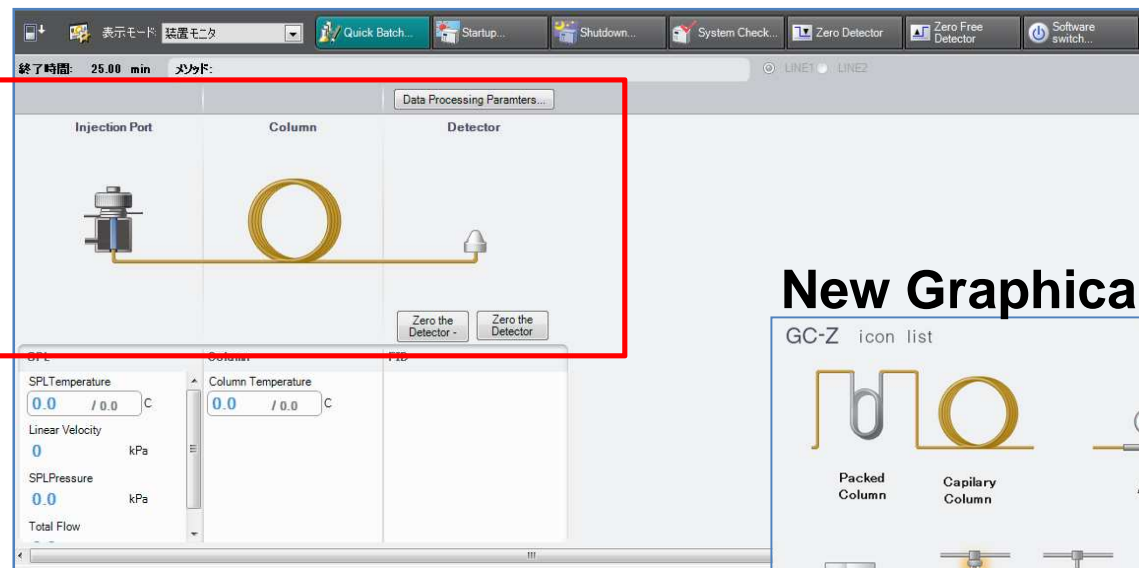 表示モード: 装置モニタ Quick Batch... Startup... Shutdown... System Check... Zero Detector Zero Free Detector Software switch...
終了時間: 25.00 min メソッド: LINE1 LINE2
Data Processing Paramters...
Injection Port Column Detector
Zero the Detector - Zero the Detector
SPL Column FID
SPLTemperature Column Temperature
0.0 / 0.0 C 0.0 / 0.0 C
Linear Velocity
0 kPa
SPLPressure
0.0 kPa
Total Flow
New Graphica
GC-Z icon list
Packed Column
Capilary Column